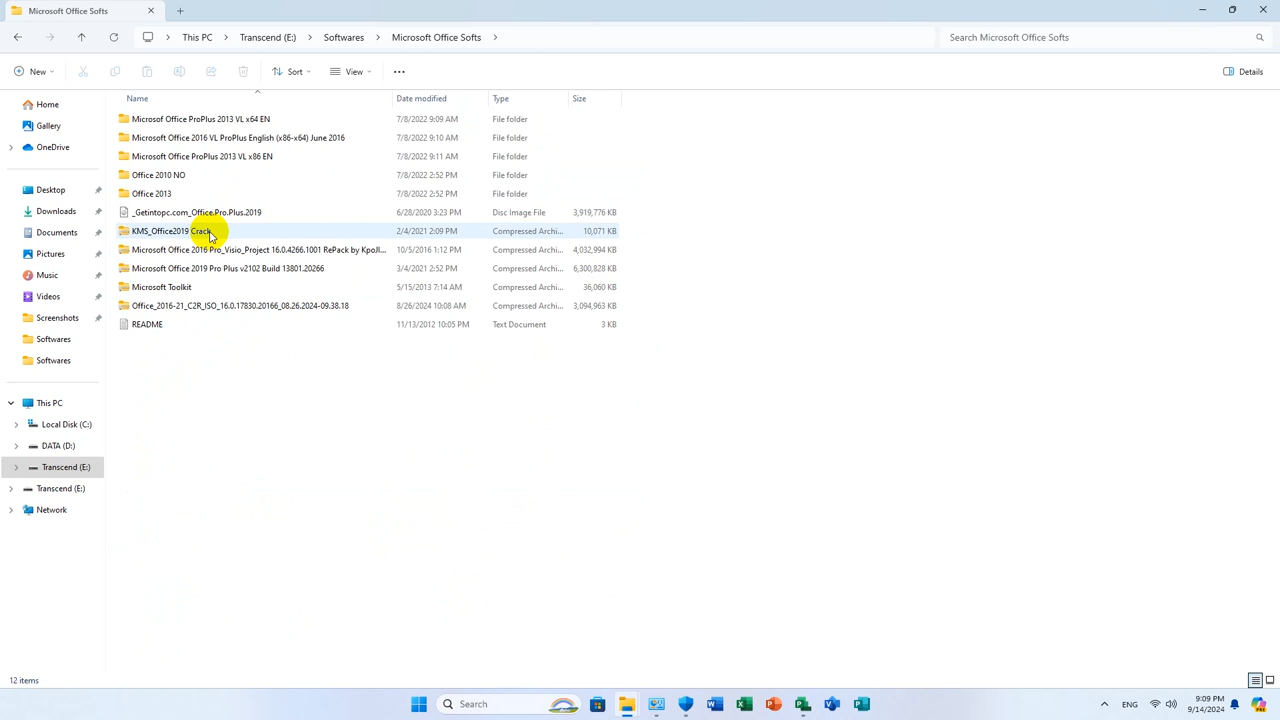 Microsoft Office Softs
This PC Transcend (E:) Softwares Microsoft Office Softs
Search Microsoft Office Softs
New Sort View Details
Name Date modified Type Size
Home
Gallery
OneDrive
Desktop
Downloads
Documents
Pictures
Music
Videos
Screenshots
Softwares
Softwares
This PC
Local Disk (C:)
DATA (D:)
Transcend (E:)
Transcend (E:)
Network
Microsof Office ProPlus 2013 VL x64 EN 7/8/2022 9:09 AM File folder
Microsoft Office 2016 VL ProPlus English (x86-x64) June 2016 7/8/2022 9:10 AM File folder
Microsoft Office ProPlus 2013 VL x86 EN 7/8/2022 9:11 AM File folder
Office 2010 NO 7/8/2022 2:52 PM File folder
Office 2013 7/8/2022 2:52 PM File folder
_Getintopc.com_Office.Pro.Plus.2019 6/28/2020 3:23 PM Disc Image File 3,919,776 KB
KMS_Office2019 Crack 2/4/2021 2:09 PM Compressed Archi... 10,071 KB
Microsoft Office 2016 Pro_Visio_Project 16.0.4266.1001 RePack by KpoJI... 10/5/2016 1:12 PM Compressed Archi... 4,032,994 KB
Microsoft Office 2019 Pro Plus v2102 Build 13801.20266 3/4/2021 2:52 PM Compressed Archi... 6,300,828 KB
Microsoft Toolkit 5/15/2013 7:14 AM Compressed Archi... 36,060 KB
Office_2016-21_C2R_ISO_16.0.17830.20166_08.26.2024-09.38.18 8/26/2024 10:08 AM Compressed Archi... 3,094,963 KB
README 11/13/2012 10:05 PM Text Document 3 KB
12 items
Search
ENG
9:09 PM
9/14/2024